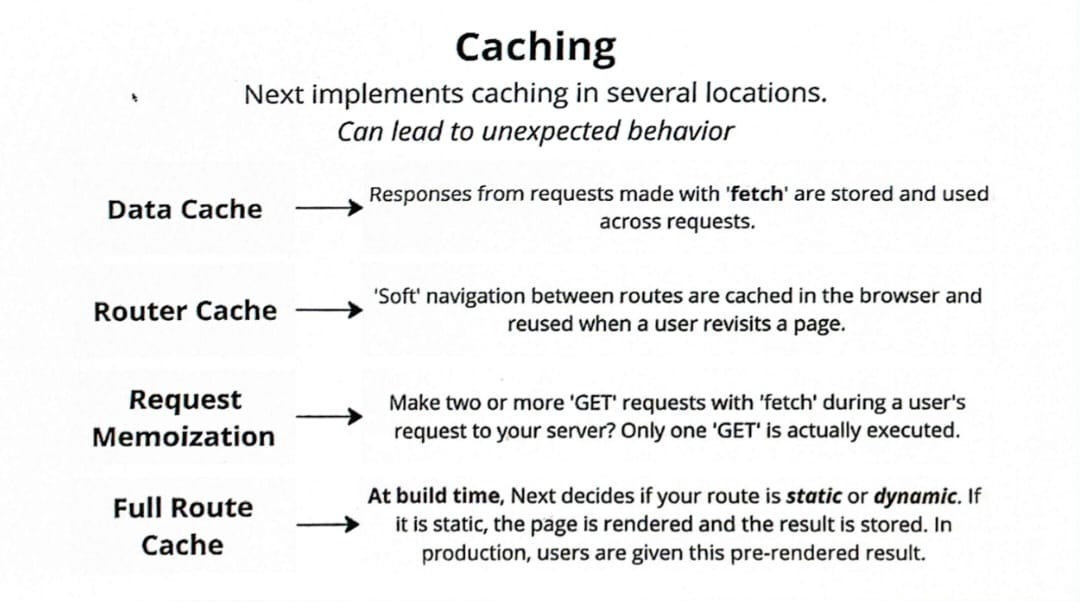 Caching
Next implements caching in several locations.
Can lead to unexpected behavior
Data Cache
Responses from requests made with 'fetch' are stored and used
across requests.
Router Cache
'Soft' navigation between routes are cached in the browser and
reused when a user revisits a page.
Request
Memoization
Make two or more 'GET' requests with 'fetch' during a user's
request to your server? Only one 'GET' is actually executed.
Full Route
Cache
At build time, Next decides if your route is static or dynamic. If
it is static, the page is rendered and the result is stored. In
production, users are given this pre-rendered result.